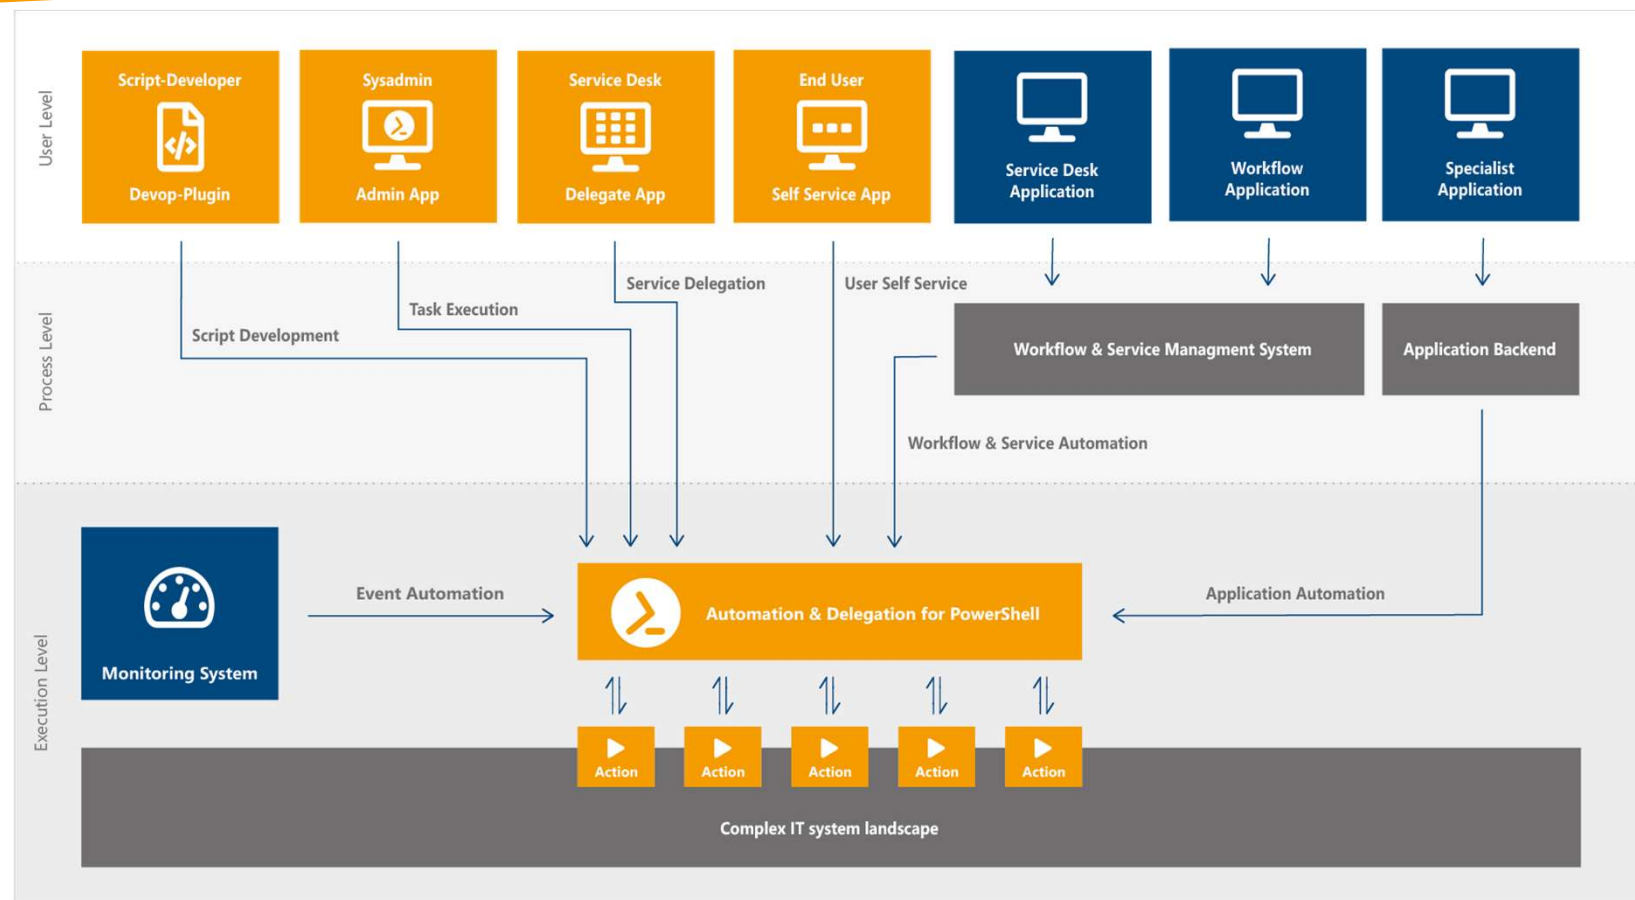 User Level
Script-Developer
Devop-Plugin
Sysadmin
Admin App
Service Desk
Delegate App
End User
Self Service App
Service Desk
Application
Workflow
Application
Specialist
Application
Process Level
Script Development
Task Execution
Service Delegation
User Self Service
Workflow & Service Managment System
Application Backend
Workflow & Service Automation
Execution Level
Monitoring System
Event Automation
Automation & Delegation for PowerShell
Application Automation
Action
Action
Action
Action
Action
Complex IT system landscape